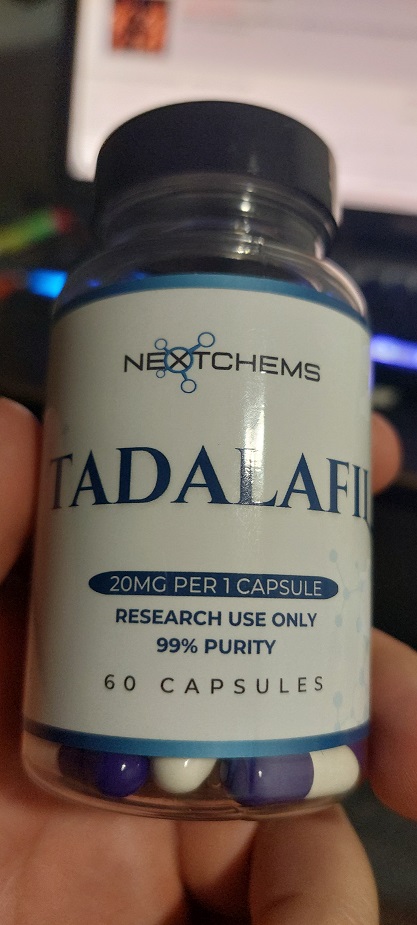 NEXTCHEMS
TADALAFIL
20MG PER 1 CAPSULE
RESEARCH USE ONLY
99% PURITY
60 CAPSULES